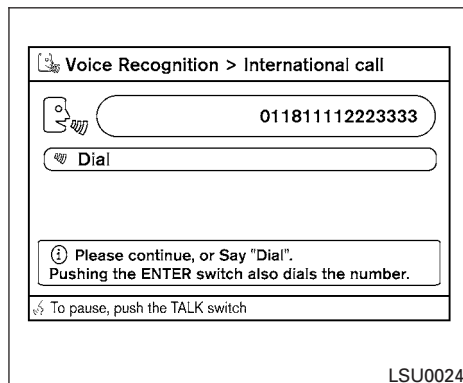 Voice Recognition > International call
011811112223333
Dial
Please continue, or Say "Dial".
Pushing the ENTER switch also dials the number.
To pause, push the TALK switch
LSU0024